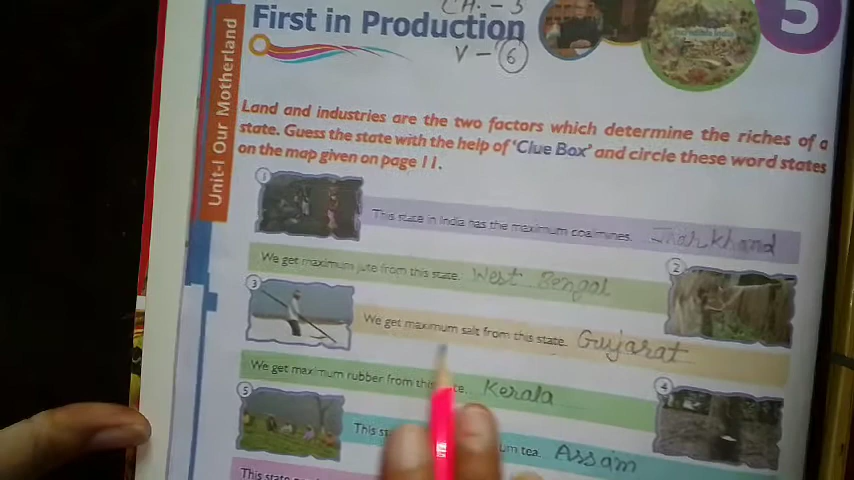 CH. - 3
First in Production
5
V - 6
Unit-I Our Motherland
Land and industries are the two factors which determine the riches of a
state. Guess the state with the help of 'Clue Box' and circle these word states
on the map given on page 11.
1 This state in India has the maximum coalmines. Jharkhand
We get maximum jute from this state. West Bengal 2
3 We get maximum salt from this state. Gujarat
We get maximum rubber from this state. Kerala 4
5 This tea. Assam
This state